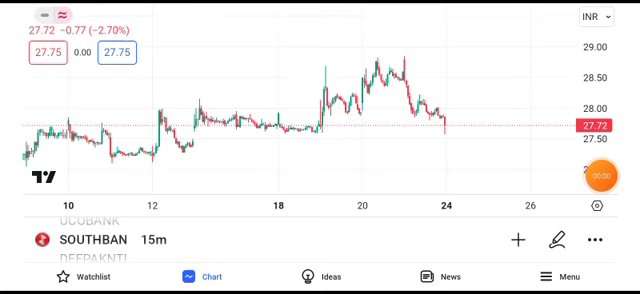 27.72 −0.77 (−2.70%)
INR
27.75 0.00 27.75
29.00
28.50
28.00
27.72
27.50
00:00
10 12 18 20 24 26
UCOBANK
SOUTHBAN 15m
DEEPAKNTI
Watchlist Chart Ideas News Menu